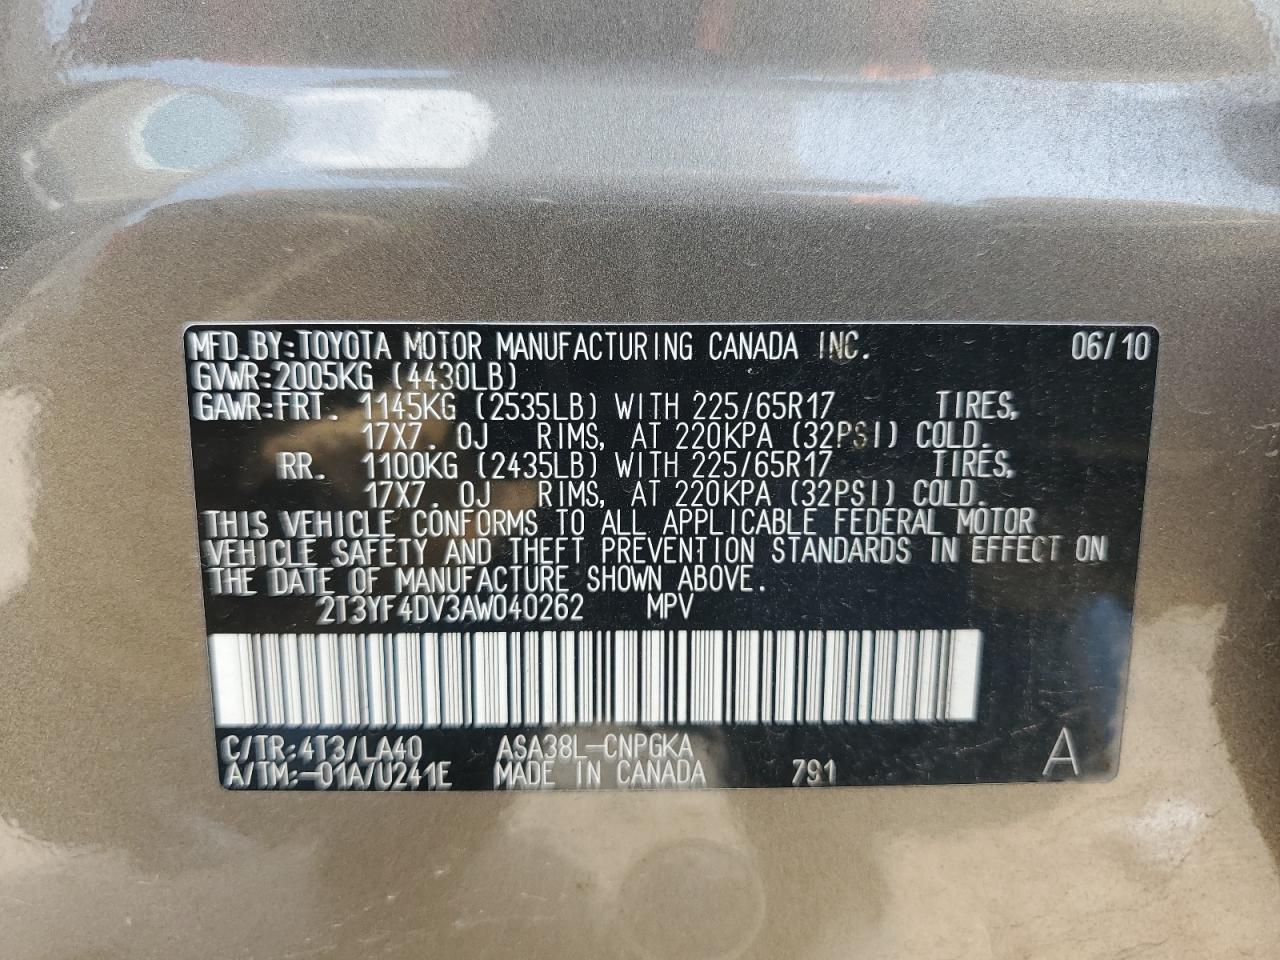 MFD.BY:TOYOTA MOTOR MANUFACTURING CANADA INC. 06/10
GVWR:2005KG (4430LB)
GAWR:FRT. 1145KG (2535LB) WITH 225/65R17 TIRES,
17X7.0J RIMS, AT 220KPA (32PSI) COLD.
RR. 1100KG (2435LB) WITH 225/65R17 TIRES,
17X7.0J RIMS, AT 220KPA (32PSI) COLD.
THIS VEHICLE CONFORMS TO ALL APPLICABLE FEDERAL MOTOR
VEHICLE SAFETY AND THEFT PREVENTION STANDARDS IN EFFECT ON
THE DATE OF MANUFACTURE SHOWN ABOVE.
2T3YF4DV3AW040262 MPV
C/TR:4T3/LA40 ASA38L-CNPGKA
A/TM:-01A/U241E MADE IN CANADA 791 A